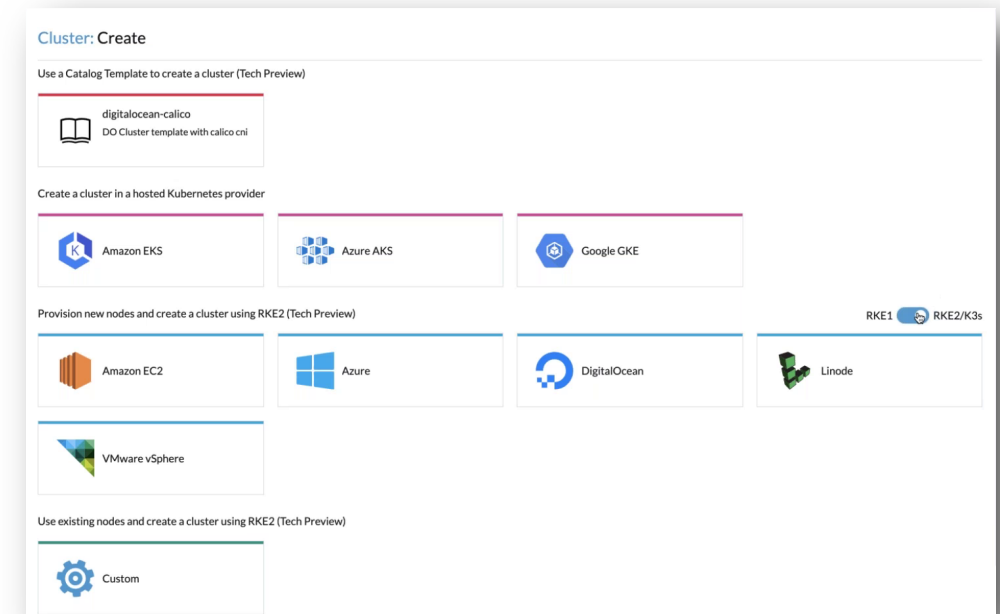 Cluster: Create
Use a Catalog Template to create a cluster (Tech Preview)
digitalocean-calico
DO Cluster template with calico cni
Create a cluster in a hosted Kubernetes provider
K
Amazon EKS
Azure AKS
Google GKE
Provision new nodes and create a cluster using RKE2 (Tech Preview)
RKE1
RKE2/K3s
Amazon EC2
Azure
DigitalOcean
Linode
VMware vSphere
Use existing nodes and create a cluster using RKE2 (Tech Preview)
Custom